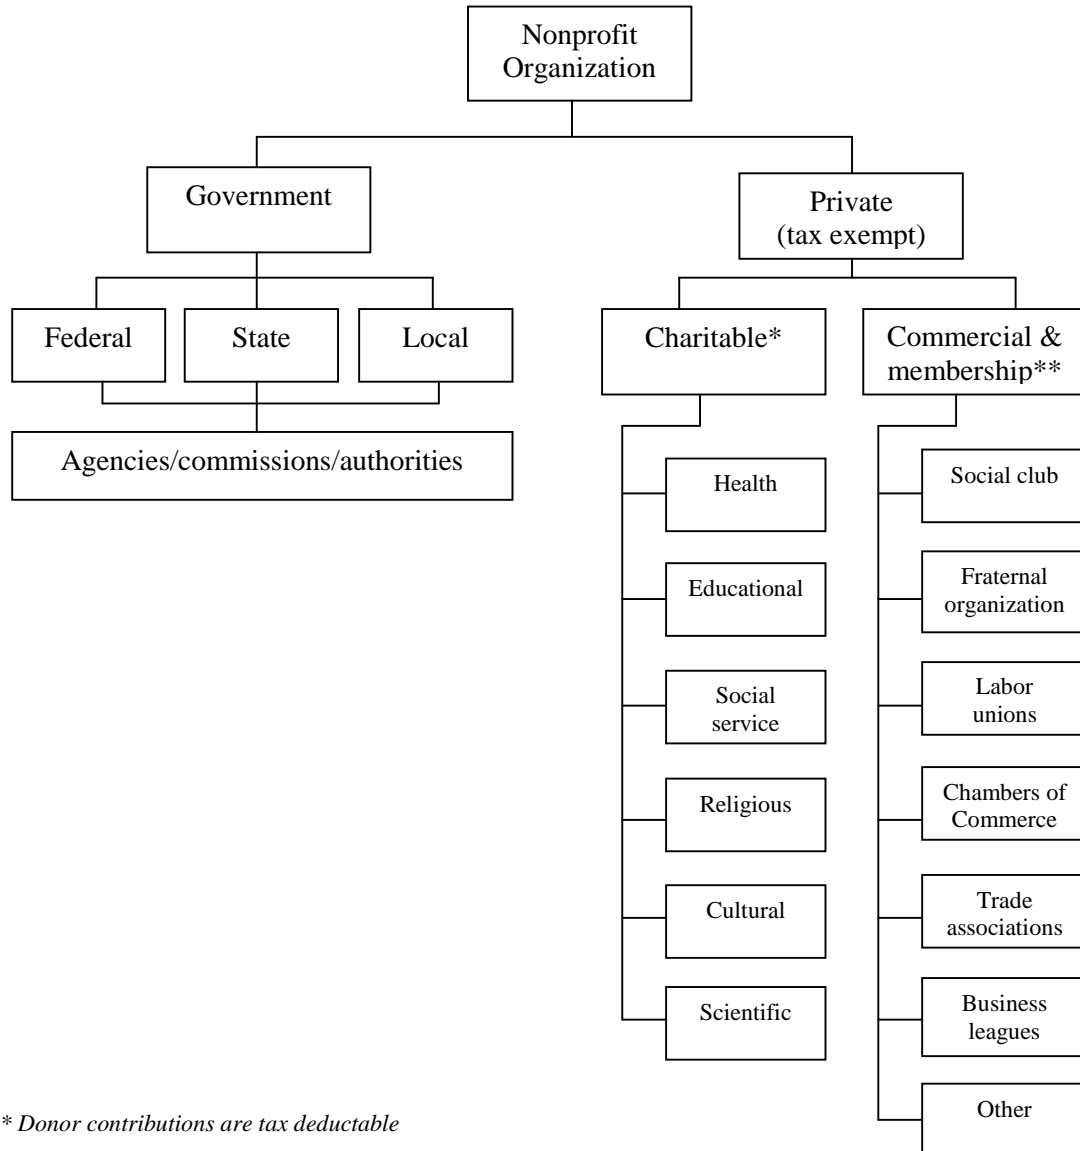 Nonprofit
Organization
Government
Private
(tax exempt)
Federal
State
Local
Charitable*
Commercial &
membership**
Agencies/commissions/authorities
Health
Educational
Social
service
Religious
Cultural
Scientific
Social club
Fraternal
organization
Labor
unions
Chambers of
Commerce
Trade
associations
Business
leagues
Other
* Donor contributions are tax deductable